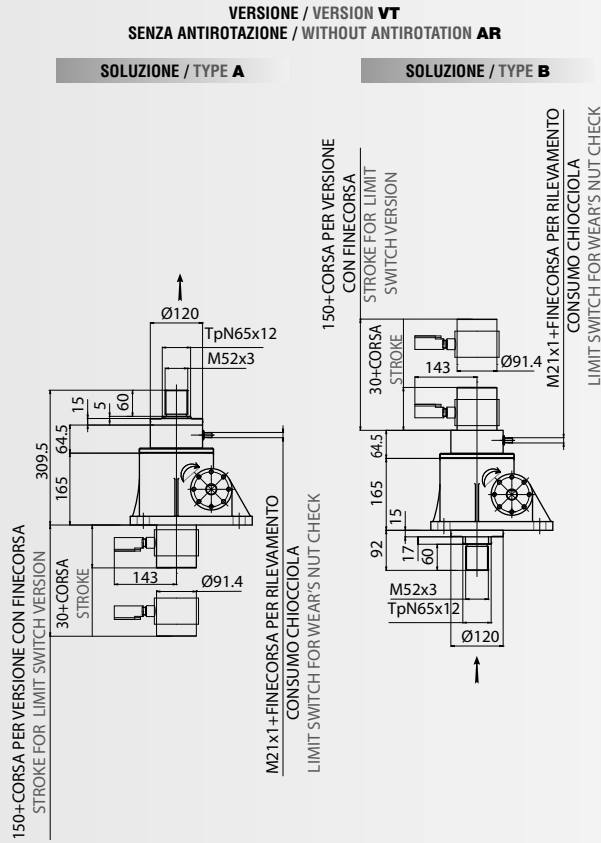 VERSIONE / VERSION VT
SENZA ANTIROTAZIONE / WITHOUT ANTIROTATION AR
SOLUZIONE / TYPE A
Ø120
TpN65x12
M52x3
60
5
15
64.5
309.5
165
143
Ø91.4
30+CORSA
STROKE
150+CORSA PER VERSIONE CON FINECORSA
STROKE FOR LIMIT SWITCH VERSION
M21x1+FINECORSA PER RILEVAMENTO
CONSUMO CHIOCCIOLA
LIMIT SWITCH FOR WEAR'S NUT CHECK
SOLUZIONE / TYPE B
150+CORSA PER VERSIONE
CON FINECORSA
STROKE FOR LIMIT
SWITCH VERSION
30+CORSA
STROKE
143
Ø91.4
M21x1+FINECORSA PER RILEVAMENTO
CONSUMO CHIOCCIOLA
LIMIT SWITCH FOR WEAR'S NUT CHECK
64.5
165
15
92
17
60
M52x3
TpN65x12
Ø120